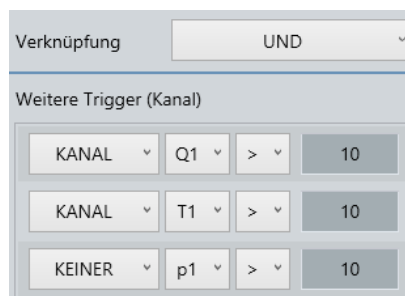 Verknüpfung UND
Weitere Trigger (Kanal)
KANAL Q1 > 10
KANAL T1 > 10
KEINER p1 > 10